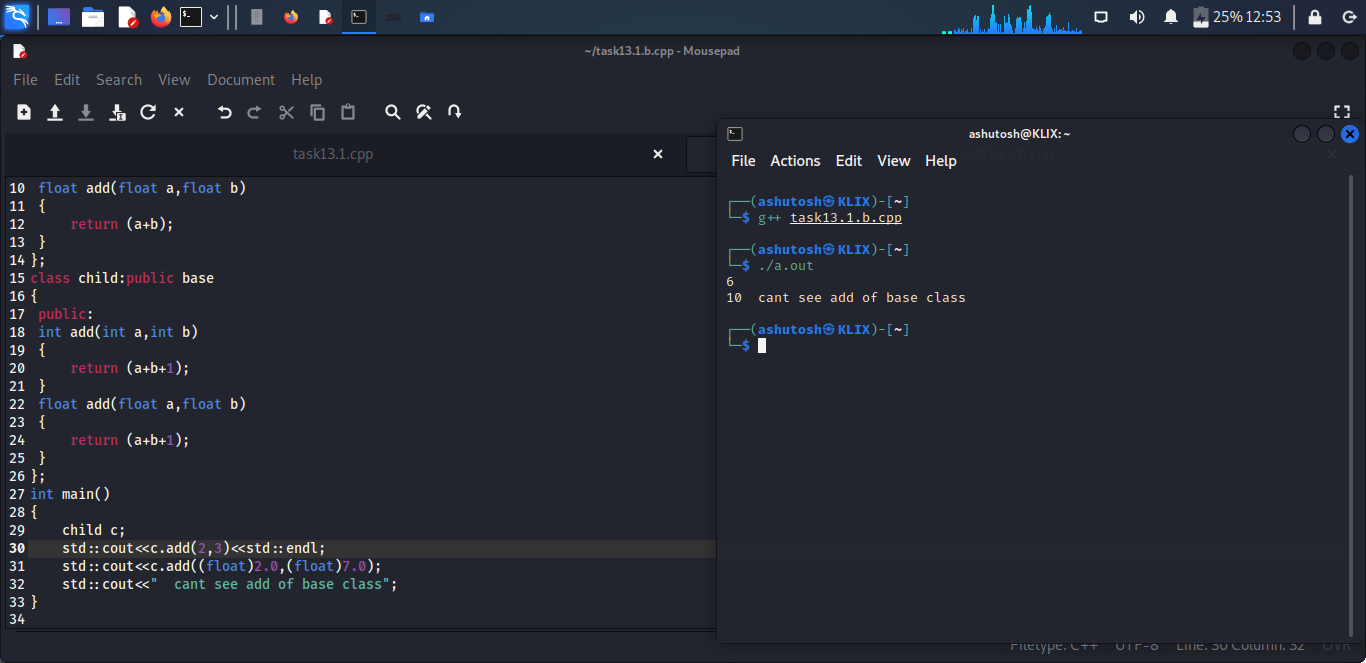 25% 12:53
~/task13.1.b.cpp - Mousepad
File Edit Search View Document Help
task13.1.cpp
10 float add(float a,float b)
11 {
12 return (a+b);
13 }
14 };
15 class child:public base
16 {
17 public:
18 int add(int a,int b)
19 {
20 return (a+b+1);
21 }
22 float add(float a,float b)
23 {
24 return (a+b+1);
25 }
26 };
27 int main()
28 {
29 child c;
30 std::cout<<c.add(2,3)<<std::endl;
31 std::cout<<c.add((float)2.0,(float)7.0);
32 std::cout<<"  cant see add of base class";
33 }
34
ashutosh@KLIX: ~
File Actions Edit View Help
┌──(ashutosh㉿KLIX)-[~]
└─$ g++ task13.1.b.cpp
┌──(ashutosh㉿KLIX)-[~]
└─$ ./a.out
6
10  cant see add of base class
┌──(ashutosh㉿KLIX)-[~]
└─$
Filetype: C++ UTF-8 Line: 30 Column: 32 OVR